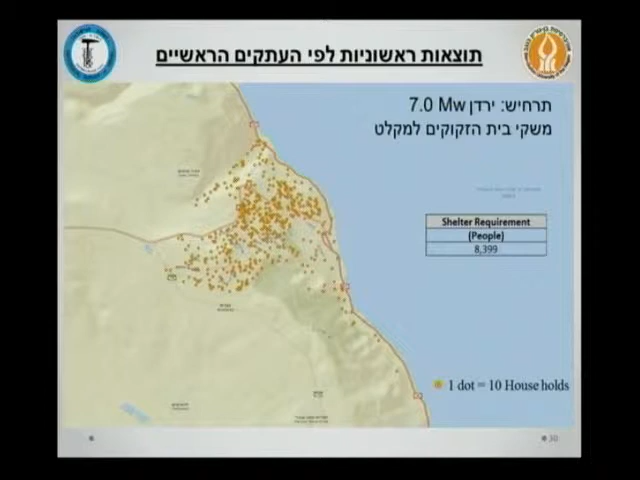 תוצאות ראשוניות לפי העתקים הראשיים
תרחיש: ירדן 7.0 Mw
משקי בית הזקוקים למקלט
Shelter Requirement
(People)
8,399
1 dot = 10 House holds
30